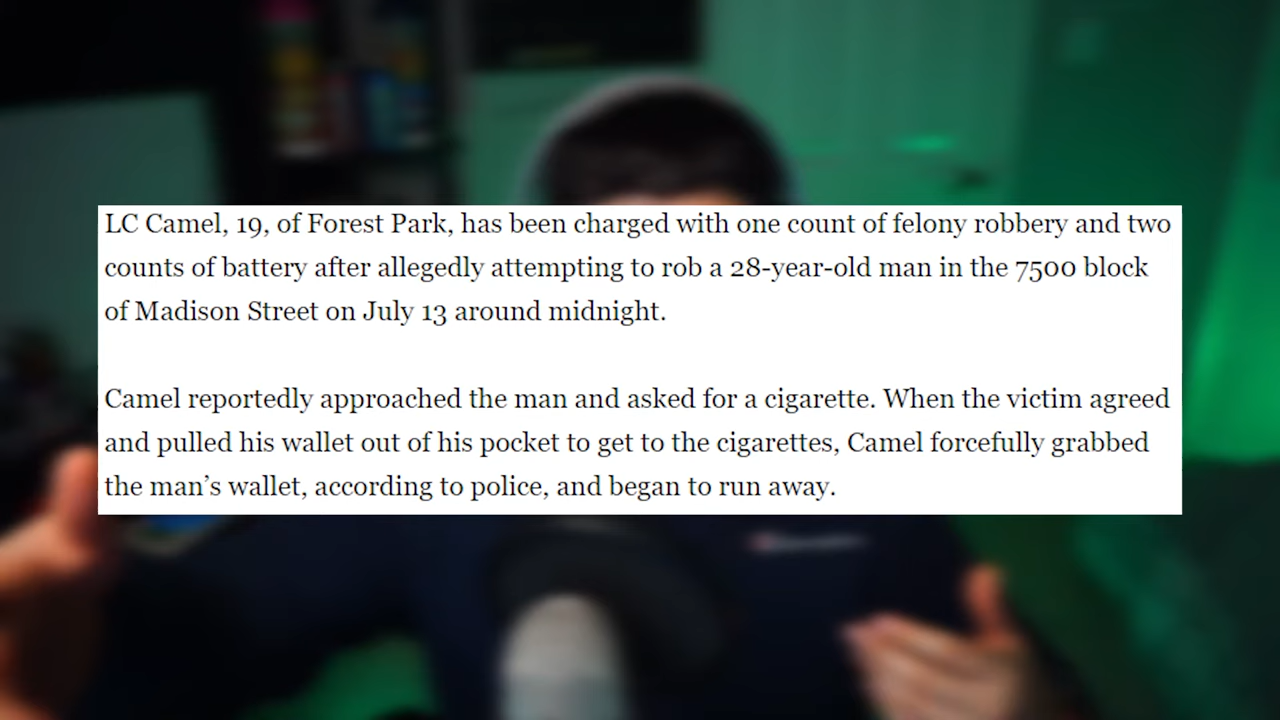 LC Camel, 19, of Forest Park, has been charged with one count of felony robbery and two
counts of battery after allegedly attempting to rob a 28-year-old man in the 7500 block
of Madison Street on July 13 around midnight.
Camel reportedly approached the man and asked for a cigarette. When the victim agreed
and pulled his wallet out of his pocket to get to the cigarettes, Camel forcefully grabbed
the man’s wallet, according to police, and began to run away.